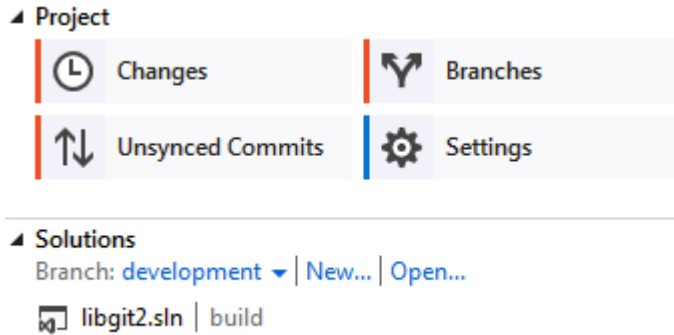 Project
Changes
Branches
Unsynced Commits
Settings
Solutions
Branch: development | New... | Open...
libgit2.sln | build